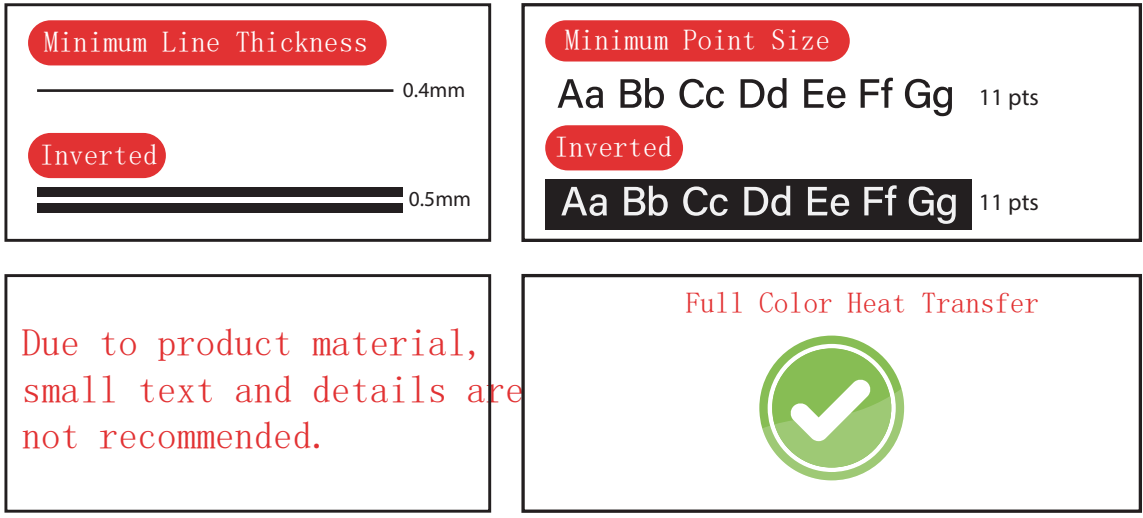 Minimum Line Thickness
0.4mm
Inverted
0.5mm
Minimum Point Size
Aa Bb Cc Dd Ee Ff Gg 11 pts
Inverted
Aa Bb Cc Dd Ee Ff Gg 11 pts
Due to product material,
small text and details are
not recommended.
Full Color Heat Transfer